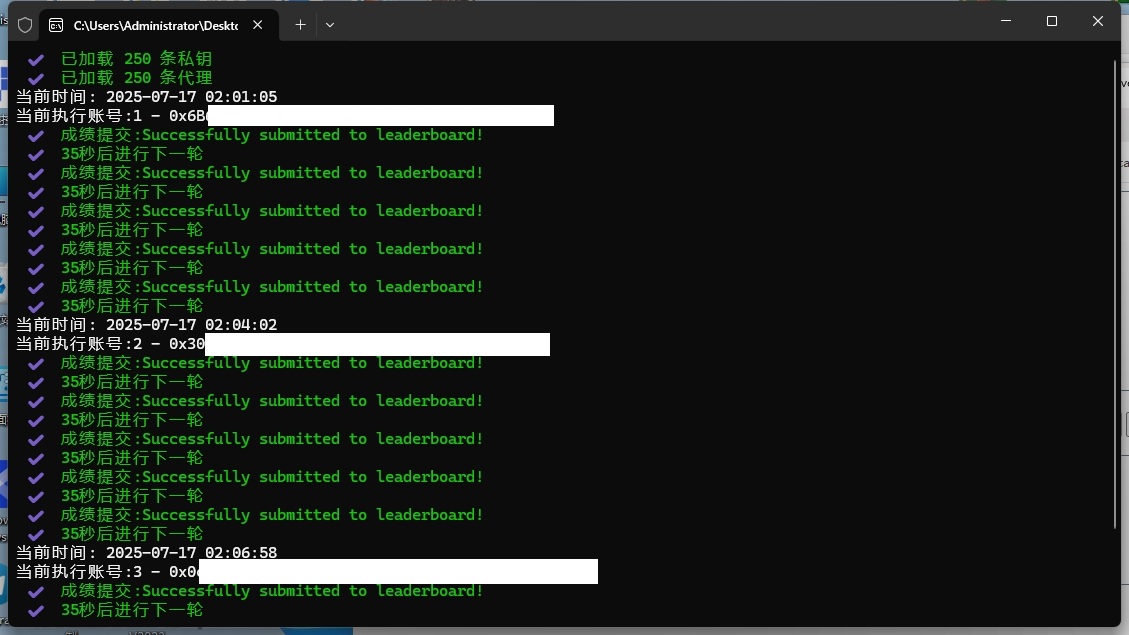 C:\Users\Administrator\Deskto
已加载 250 条私钥
已加载 250 条代理
当前时间: 2025-07-17 02:01:05
当前执行账号:1 - 0x6B
成绩提交:Successfully submitted to leaderboard!
35秒后进行下一轮
成绩提交:Successfully submitted to leaderboard!
35秒后进行下一轮
成绩提交:Successfully submitted to leaderboard!
35秒后进行下一轮
成绩提交:Successfully submitted to leaderboard!
35秒后进行下一轮
成绩提交:Successfully submitted to leaderboard!
35秒后进行下一轮
当前时间: 2025-07-17 02:04:02
当前执行账号:2 - 0x30
成绩提交:Successfully submitted to leaderboard!
35秒后进行下一轮
成绩提交:Successfully submitted to leaderboard!
35秒后进行下一轮
成绩提交:Successfully submitted to leaderboard!
35秒后进行下一轮
成绩提交:Successfully submitted to leaderboard!
35秒后进行下一轮
成绩提交:Successfully submitted to leaderboard!
35秒后进行下一轮
当前时间: 2025-07-17 02:06:58
当前执行账号:3 - 0x0
成绩提交:Successfully submitted to leaderboard!
35秒后进行下一轮